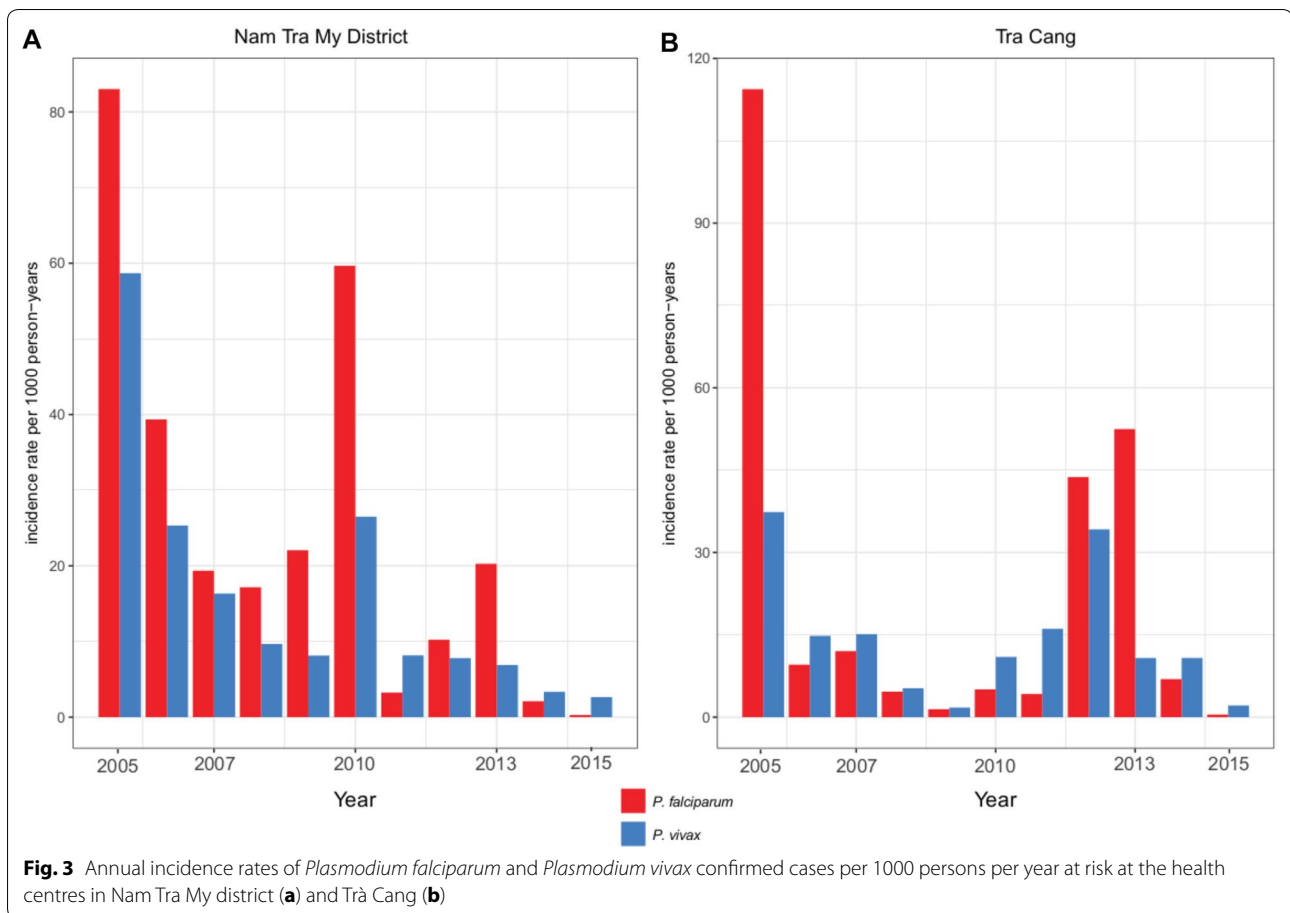 A
Nam Tra My District
incidence rate per 1000 person-years
80
60
40
20
0
2005
2007
2010
2013
2015
Year
B
Tra Cang
incidence rate per 1000 person-years
120
90
60
30
0
2005
2007
2010
2013
2015
Year
P. falciparum
P. vivax
Fig. 3 Annual incidence rates of Plasmodium falciparum and Plasmodium vivax confirmed cases per 1000 persons per year at risk at the health
centres in Nam Tra My district (a) and Trà Cang (b)